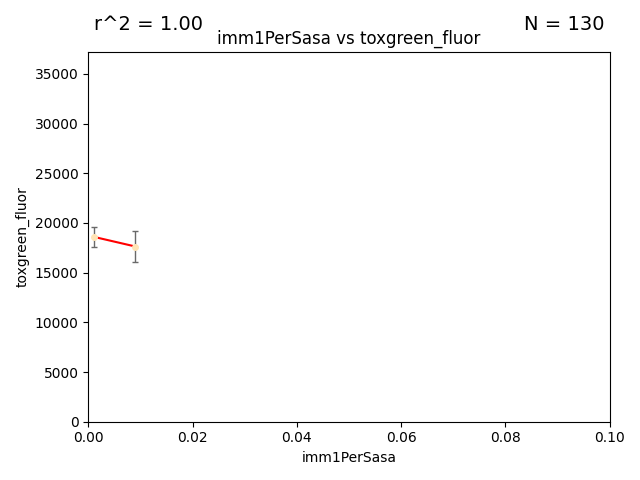 r^2 = 1.00
N = 130
imm1PerSasa vs toxgreen_fluor
35000
30000
25000
20000
15000
10000
5000
0
toxgreen_fluor
0.00 0.02 0.04 0.06 0.08 0.10
imm1PerSasa